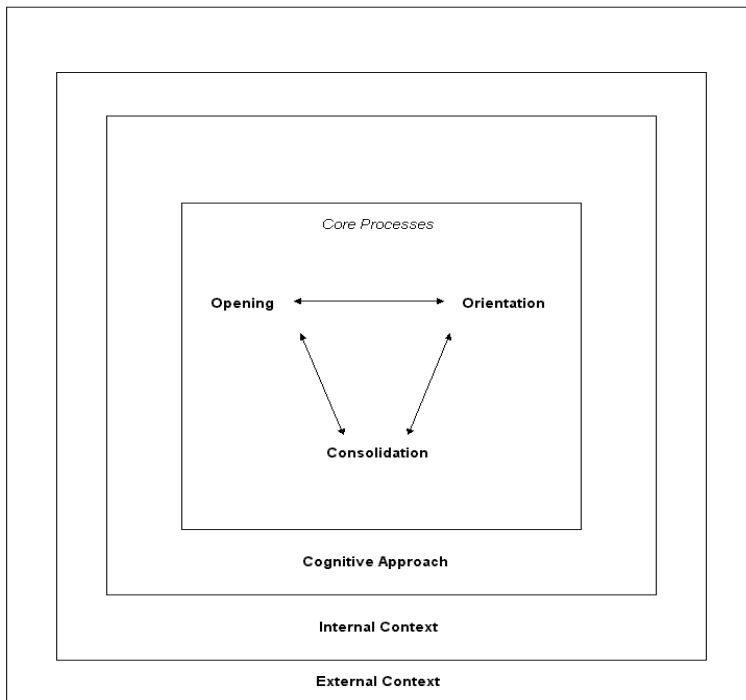 Core Processes
Opening
Orientation
Consolidation
Cognitive Approach
Internal Context
External Context